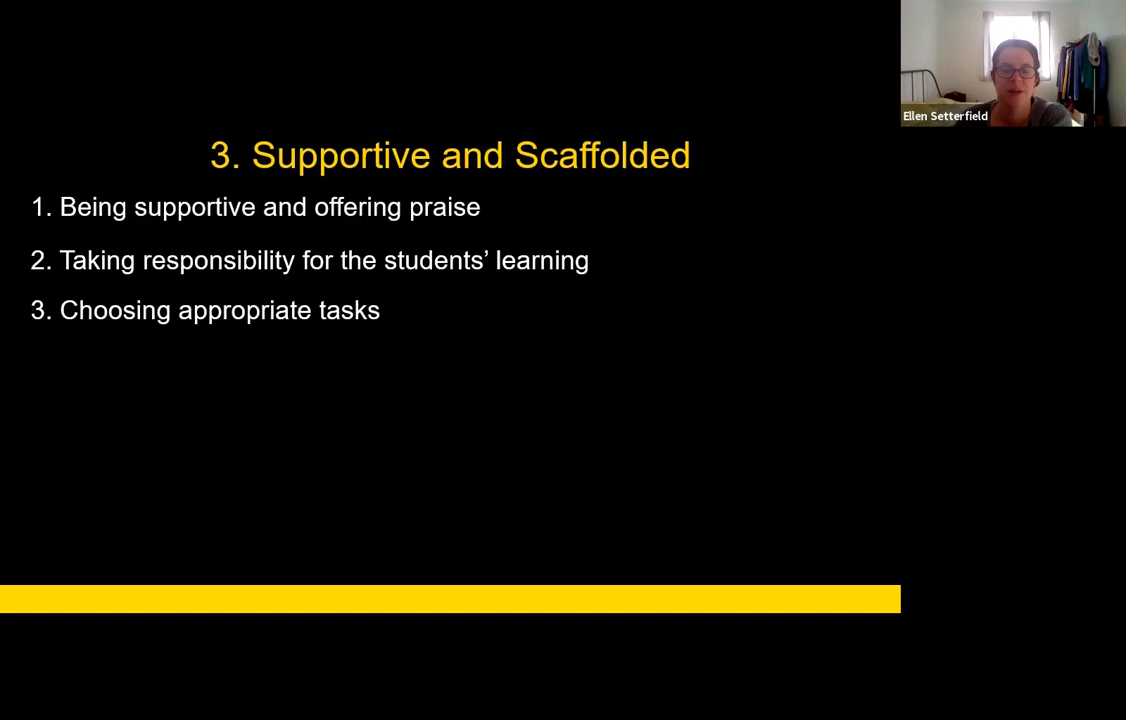 Ellen Setterfield
3. Supportive and Scaffolded
1. Being supportive and offering praise
2. Taking responsibility for the students’ learning
3. Choosing appropriate tasks